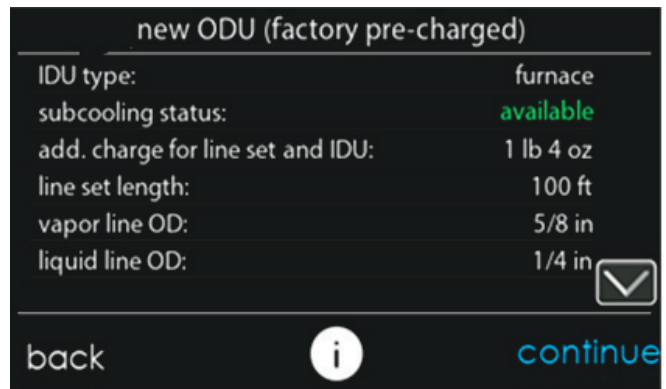 new ODU (factory pre-charged)
IDU type: furnace
subcooling status: available
add. charge for line set and IDU: 1 lb 4 oz
line set length: 100 ft
vapor line OD: 5/8 in
liquid line OD: 1/4 in
back i continue